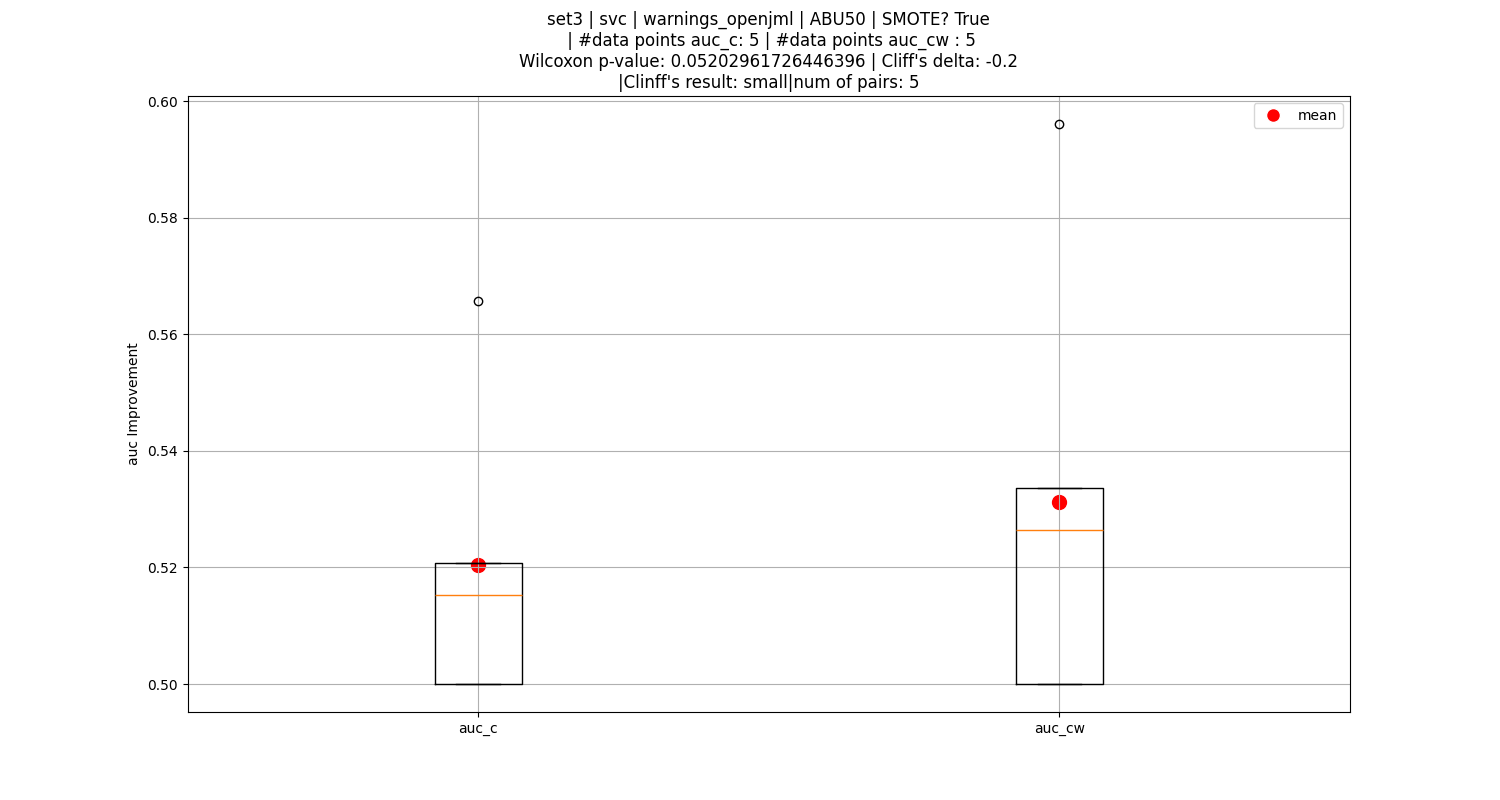 set3 | svc | warnings_openjml | ABU50 | SMOTE? True
| #data points auc_c: 5 | #data points auc_cw : 5
Wilcoxon p-value: 0.05202961726446396 | Cliff's delta: -0.2
|Clinff's result: small|num of pairs: 5
mean
0.60
0.58
0.56
0.54
0.52
0.50
auc Improvement
auc_c
auc_cw